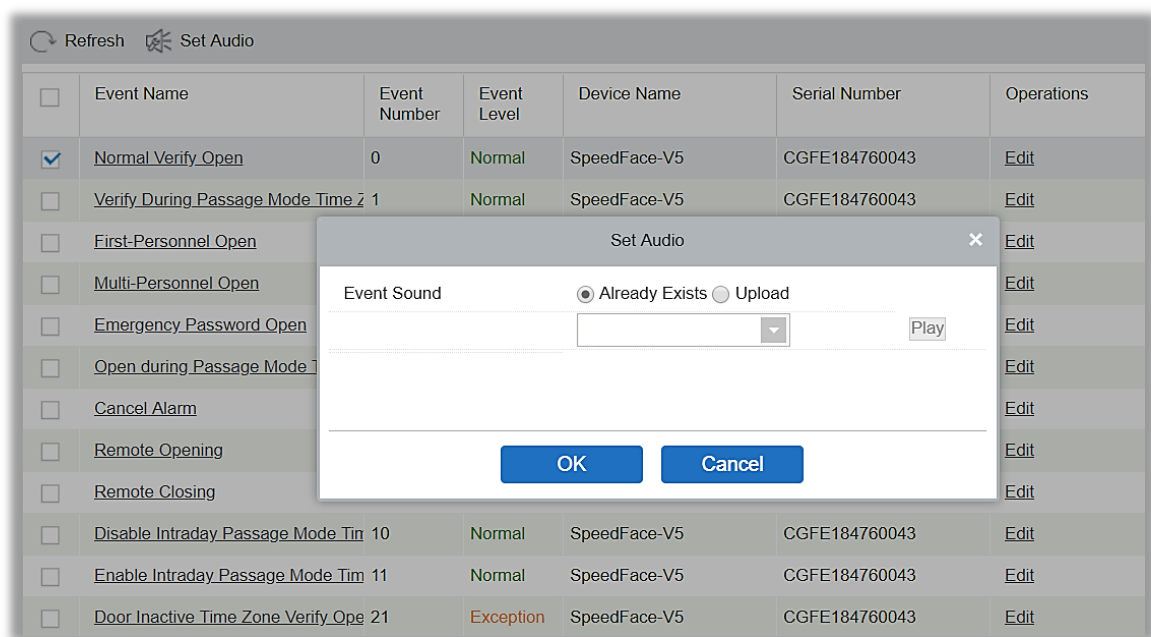 Refresh Set Audio
Event Name Event Number Event Level Device Name Serial Number Operations
Normal Verify Open 0 Normal SpeedFace-V5 CGFE184760043 Edit
Verify During Passage Mode Time Z 1 Normal SpeedFace-V5 CGFE184760043 Edit
First-Personnel Open Edit
Multi-Personnel Open Edit
Emergency Password Open Edit
Open during Passage Mode T Edit
Cancel Alarm Edit
Remote Opening Edit
Remote Closing Edit
Disable Intraday Passage Mode Tim 10 Normal SpeedFace-V5 CGFE184760043 Edit
Enable Intraday Passage Mode Tim 11 Normal SpeedFace-V5 CGFE184760043 Edit
Door Inactive Time Zone Verify Ope 21 Exception SpeedFace-V5 CGFE184760043 Edit
Set Audio ×
Event Sound Already Exists Upload
Play
OK Cancel